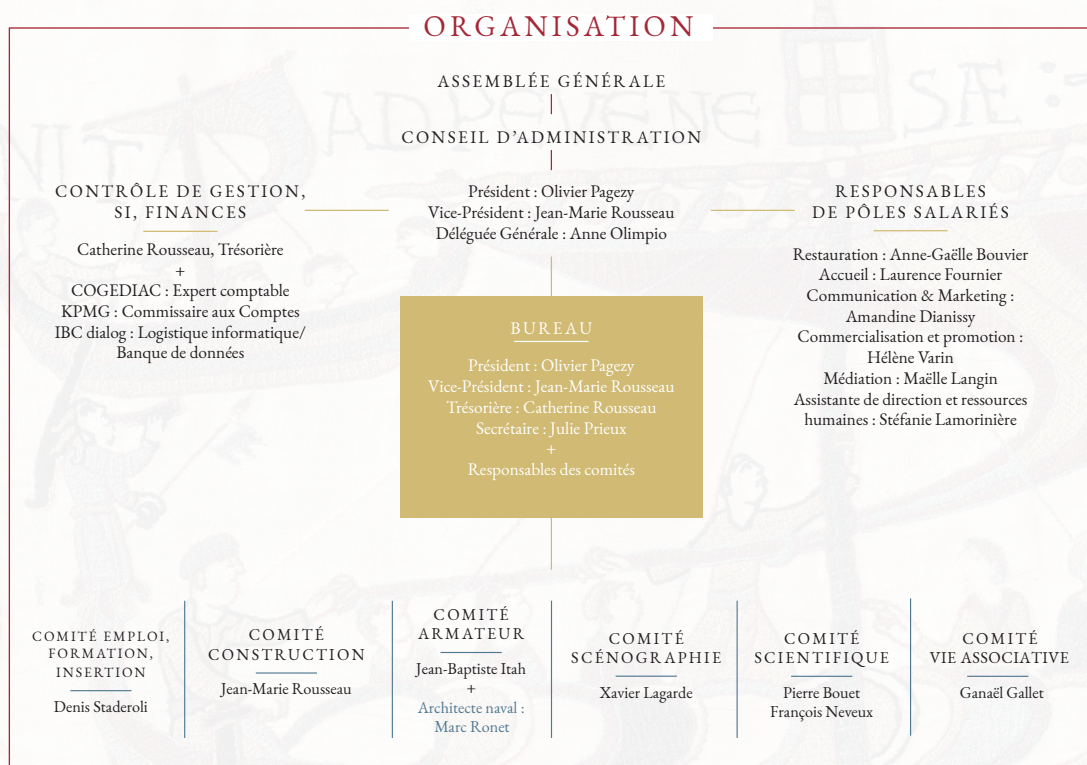 ORGANISATION
ASSEMBLÉE GÉNÉRALE
CONSEIL D'ADMINISTRATION
Président : Olivier Pagezy
Vice-Président : Jean-Marie Rousseau
Déléguée Générale : Anne Olimpio
CONTRÔLE DE GESTION,
SI, FINANCES
Catherine Rousseau, Trésorière
+
COGEDIAC : Expert comptable
KPMG : Commissaire aux Comptes
IBC dialog : Logistique informatique/
Banque de données
RESPONSABLES
DE PÔLES SALARIÉS
Restauration : Anne-Gaëlle Bouvier
Accueil : Laurence Fournier
Communication & Marketing :
Amandine Dianissy
Commercialisation et promotion :
Hélène Varin
Médiation : Maëlle Langin
Assistante de direction et ressources
humaines : Stéfanie Lamorinière
BUREAU
Président : Olivier Pagezy
Vice-Président : Jean-Marie Rousseau
Trésorière : Catherine Rousseau
Secrétaire : Julie Prieux
+
Responsables des comités
COMITÉ EMPLOI,
FORMATION,
INSERTION
Denis Staderoli
COMITÉ
CONSTRUCTION
Jean-Marie Rousseau
COMITÉ
ARMATEUR
Jean-Baptiste Itah
+
Architecte naval :
Marc Ronet
COMITÉ
SCÉNOGRAPHIE
Xavier Lagarde
COMITÉ
SCIENTIFIQUE
Pierre Bouet
François Neveux
COMITÉ
VIE ASSOCIATIVE
Ganaël Gallet